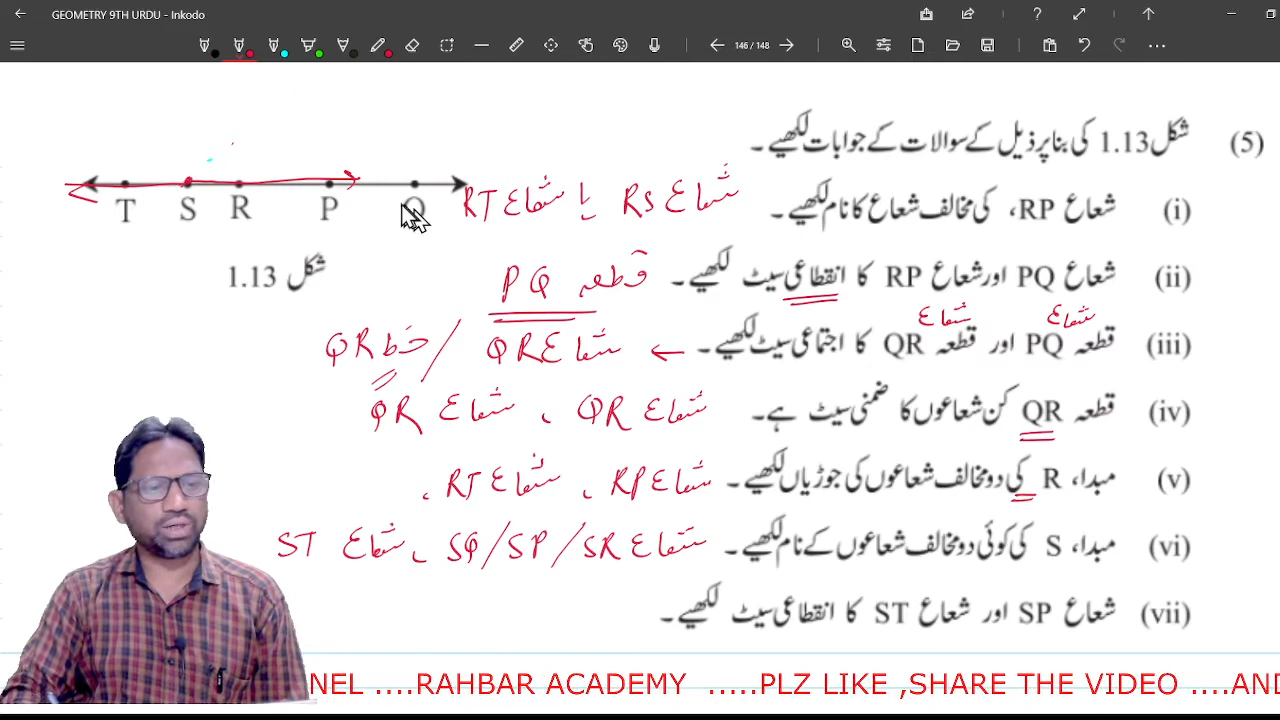 GEOMETRY 9TH URDU - Inkodo
146 / 148
(5) شکل 1.13 کی بنا پر ذیل کے سوالات کے جوابات لکھیے۔
T S R P Q
شکل 1.13
(i) شعاع RP، کی مخالف شعاع کا نام لکھیے۔ شعاع RS یا شعاع RT
(ii) شعاع PQ اور شعاع RP کا انقطاعی سیٹ لکھیے۔ قطعہ PQ
شعاع شعاع
(iii) قطعہ PQ اور قطعہ QR کا اجتماعی سیٹ لکھیے۔ ← شعاع QR / خط QR
(iv) قطعہ QR کن شعاعوں کا ضمنی سیٹ ہے۔ شعاع QR ، شعاع QR
(v) مبدا، R کی دو مخالف شعاعوں کی جوڑیاں لکھیے۔ شعاع RP ، شعاع RT ،
(vi) مبدا، S کی کوئی دو مخالف شعاعوں کے نام لکھیے۔ شعاع SR / SP / SQ ، شعاع ST
(vii) شعاع SP اور شعاع ST کا انقطاعی سیٹ لکھیے۔
NEL ....RAHBAR ACADEMY .....PLZ LIKE ,SHARE THE VIDEO ....AND